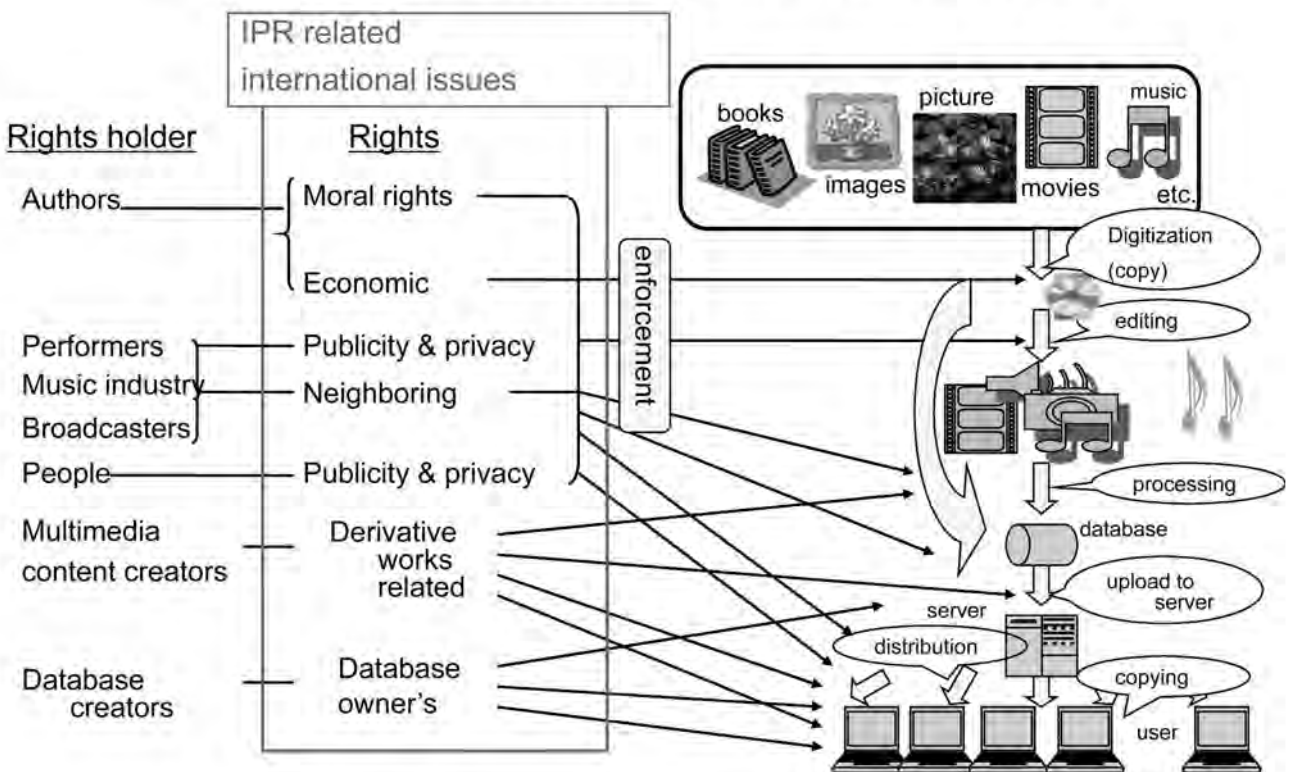 IPR related
international issues
Rights holder
Rights
Authors
Moral rights
Economic
Performers
Publicity & privacy
Music industry
Neighboring
Broadcasters
People
Publicity & privacy
Multimedia
content creators
Derivative
works
related
Database
creators
Database
owner's
enforcement
books
images
picture
movies
music
etc.
Digitization
(copy)
editing
processing
database
upload to
server
server
distribution
copying
user